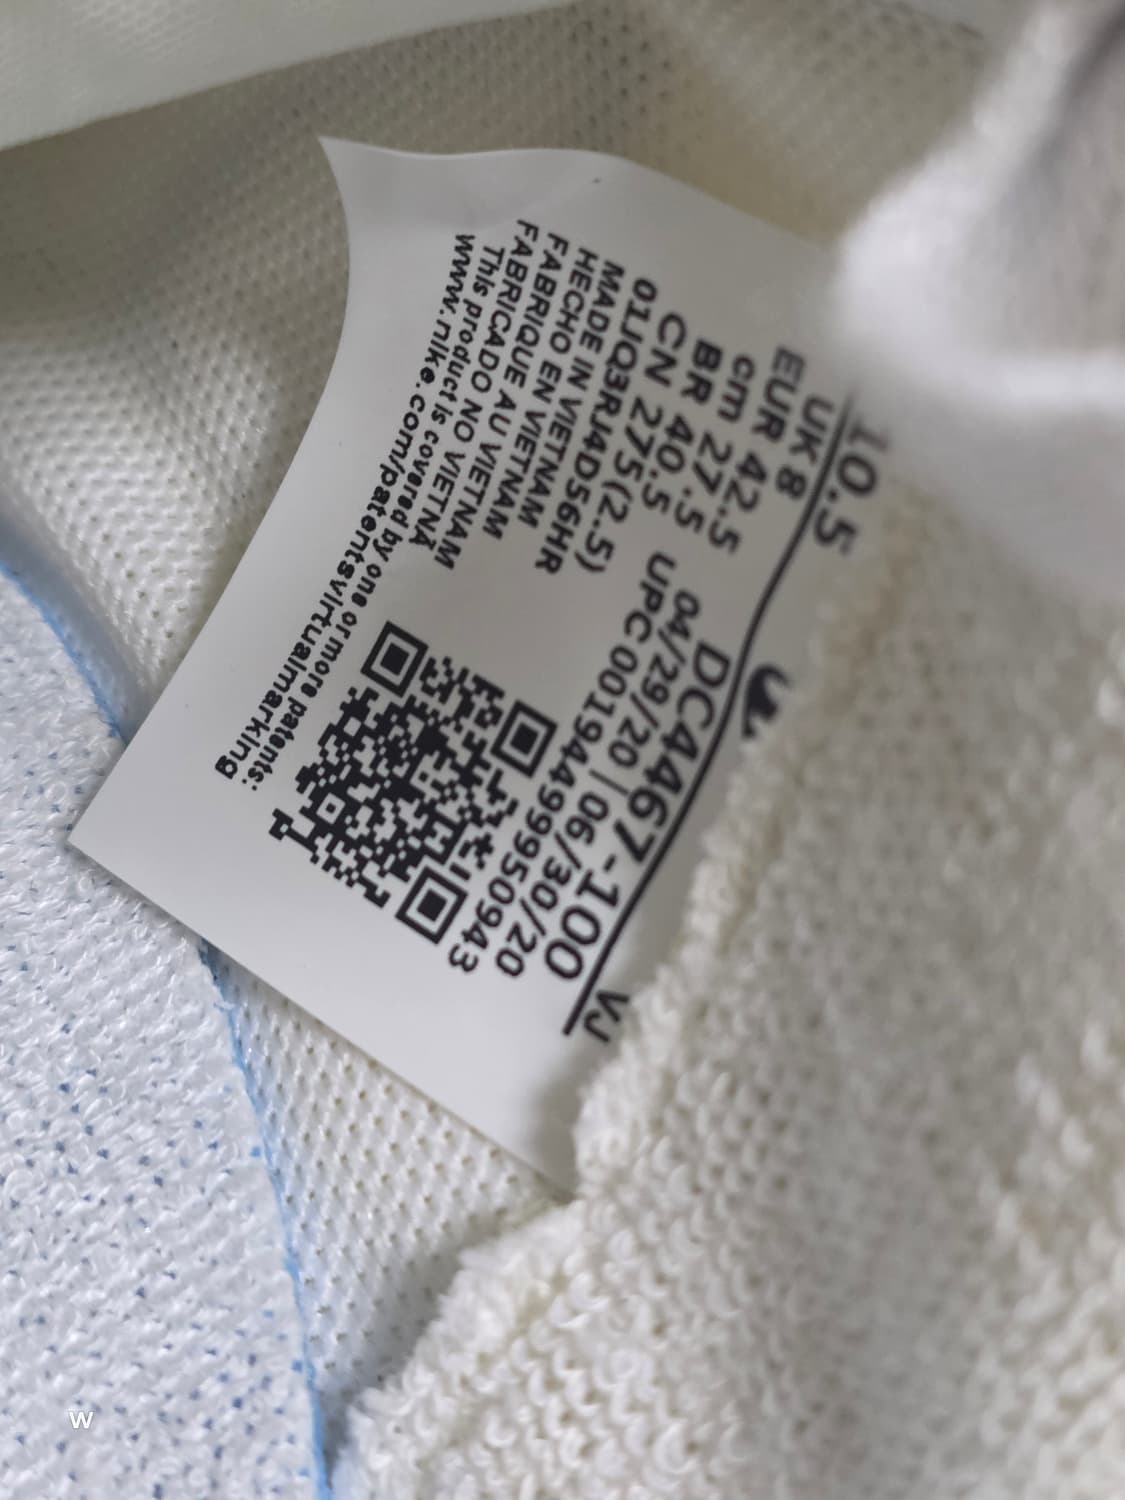 10.5
UK 8
EUR 42.5
cm 27.5
BR 40.5
CN 275(2.5)
01JQ3RJ4D56HR
MADE IN VIETNAM
HECHO EN VIETNAM
FABRIQUE AU VIETNAM
FABRICADO NO VIETNÃ
This product is covered by one or more patents:
www.nike.com/patentsvirtualmarking
VJ
DC4467-100
04/29/20 | 06/30/20
UPC 00194499950943
W